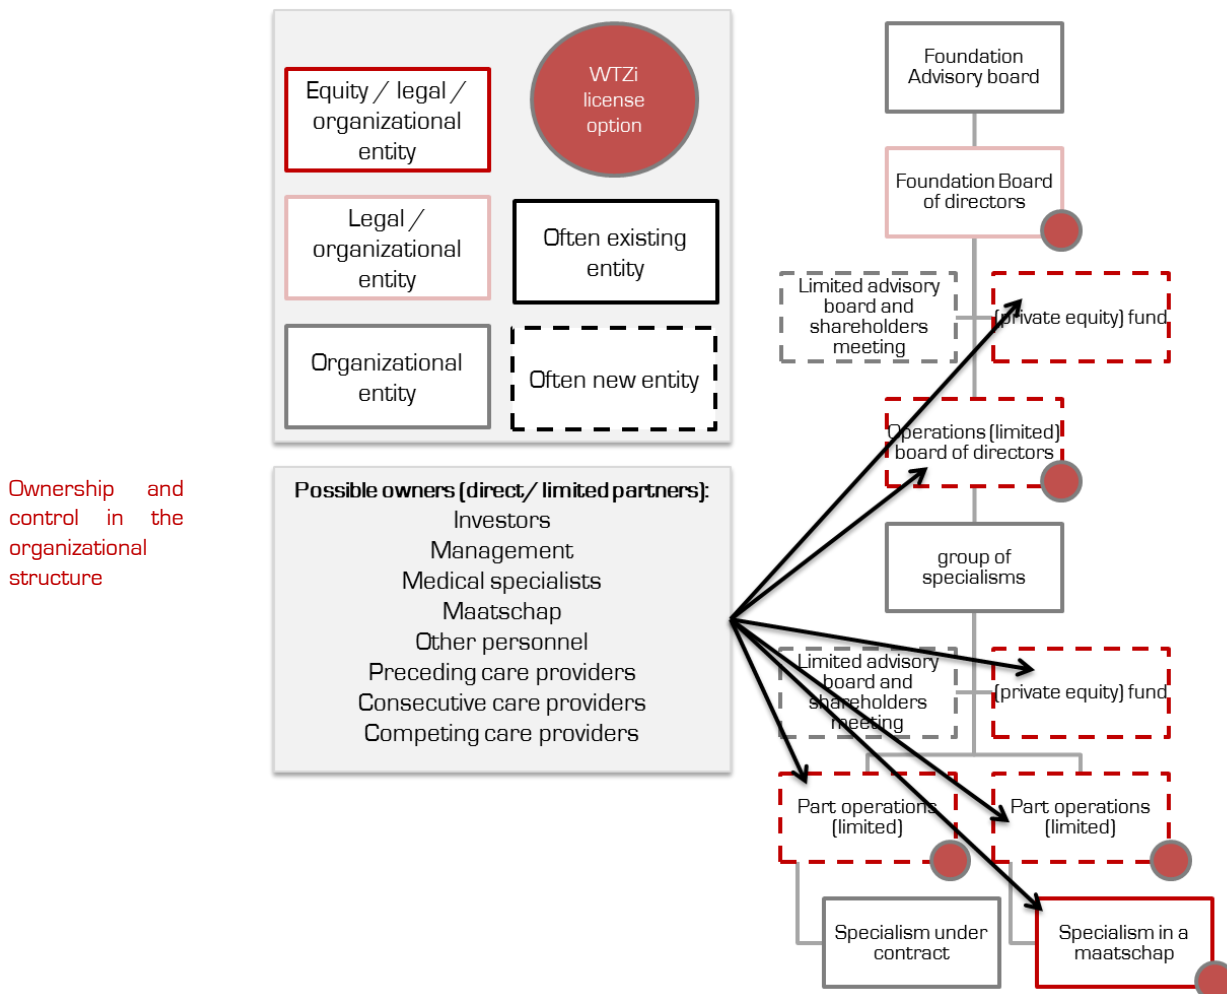 Equity / legal /
organizational
entity
WTZi
license
option
Legal /
organizational
entity
Often existing
entity
Organizational
entity
Often new entity
Ownership and
control in the
organizational
structure
Possible owners (direct/ limited partners):
Investors
Management
Medical specialists
Maatschap
Other personnel
Preceding care providers
Consecutive care providers
Competing care providers
Foundation
Advisory board
Foundation Board
of directors
Limited advisory
board and
shareholders
meeting
(private equity) fund
Operations (limited)
board of directors
group of
specialisms
Limited advisory
board and
shareholders
meeting
(private equity) fund
Part operations
(limited)
Part operations
(limited)
Specialism under
contract
Specialism in a
maatschap